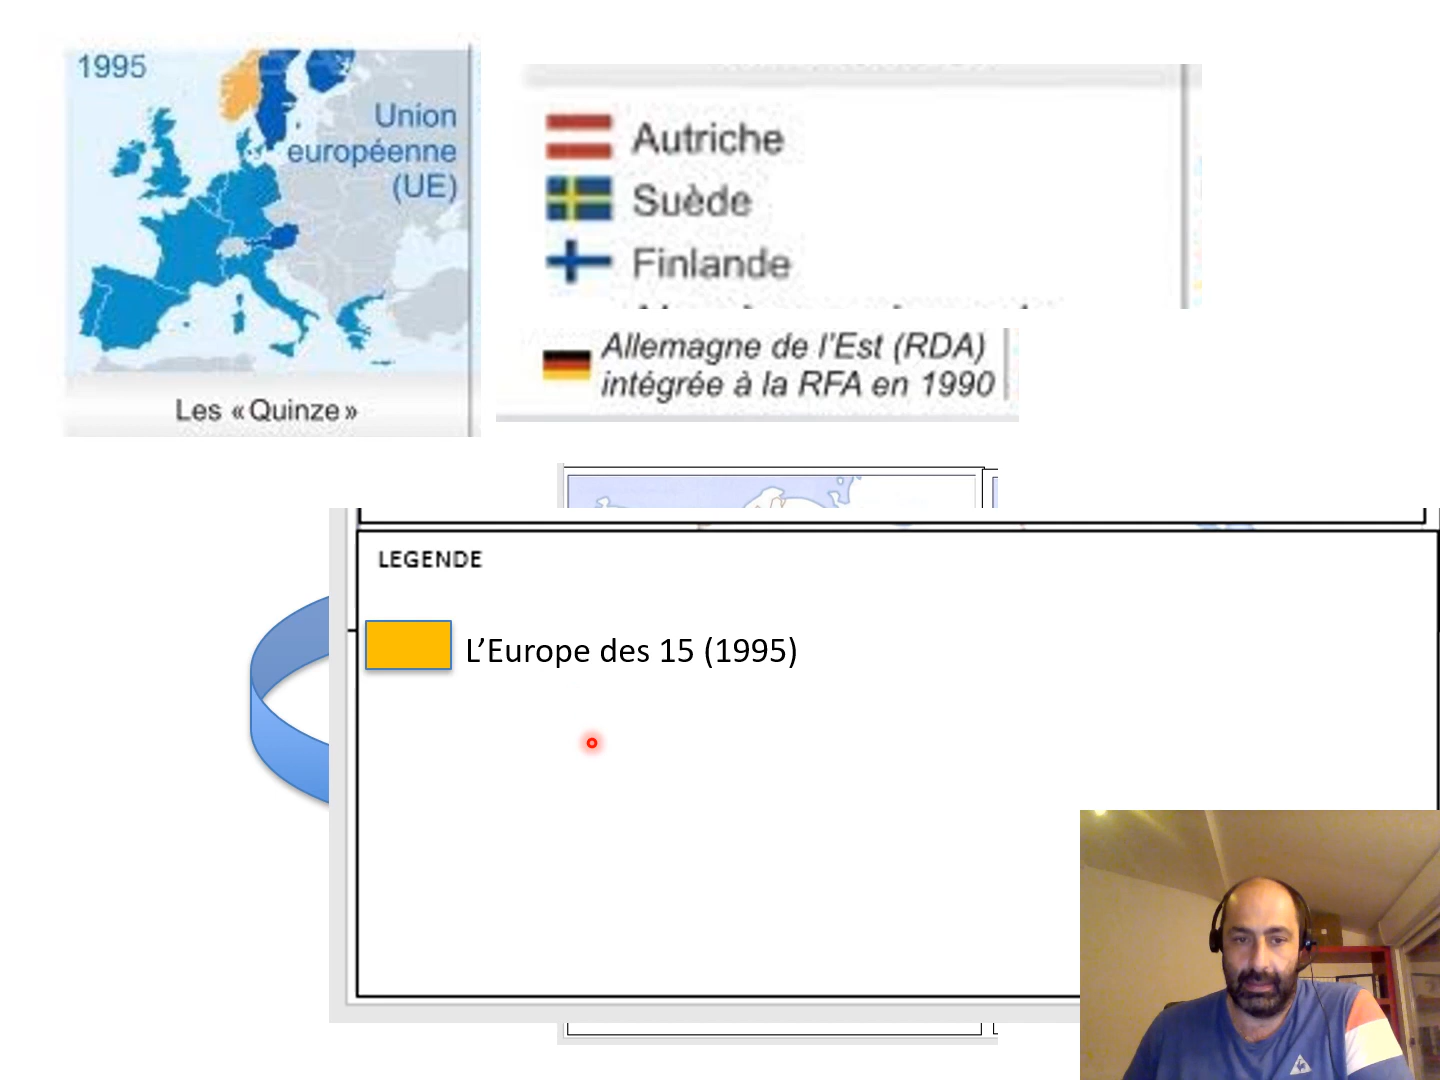 1995
Union
européenne
(UE)
Les « Quinze »
Autriche
Suède
Finlande
Allemagne de l'Est (RDA)
intégrée à la RFA en 1990
LEGENDE
L’Europe des 15 (1995)